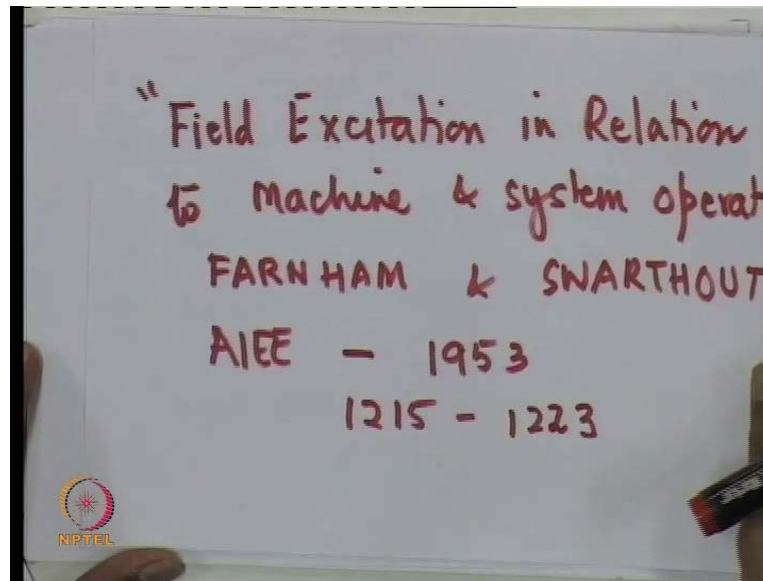 "Field Excitation in Relation
to Machine & system operat
FARNHAM & SWARTHOUT
AIEE - 1953
1215 - 1223
NPTEL